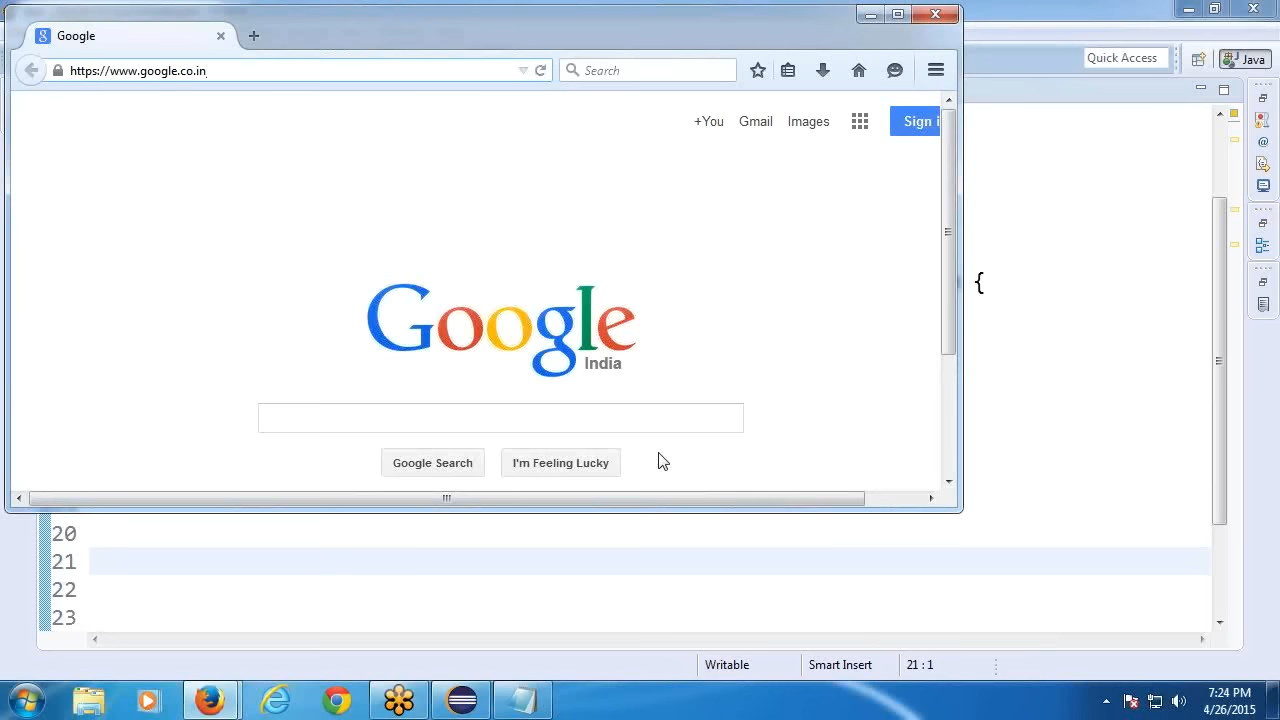 Google
https://www.google.co.in
Search
Quick Access
Java
+You Gmail Images Sign i
Google
India
{
Google Search I'm Feeling Lucky
20
21
22
23
Writable Smart Insert 21 : 1
7:24 PM
4/26/2015